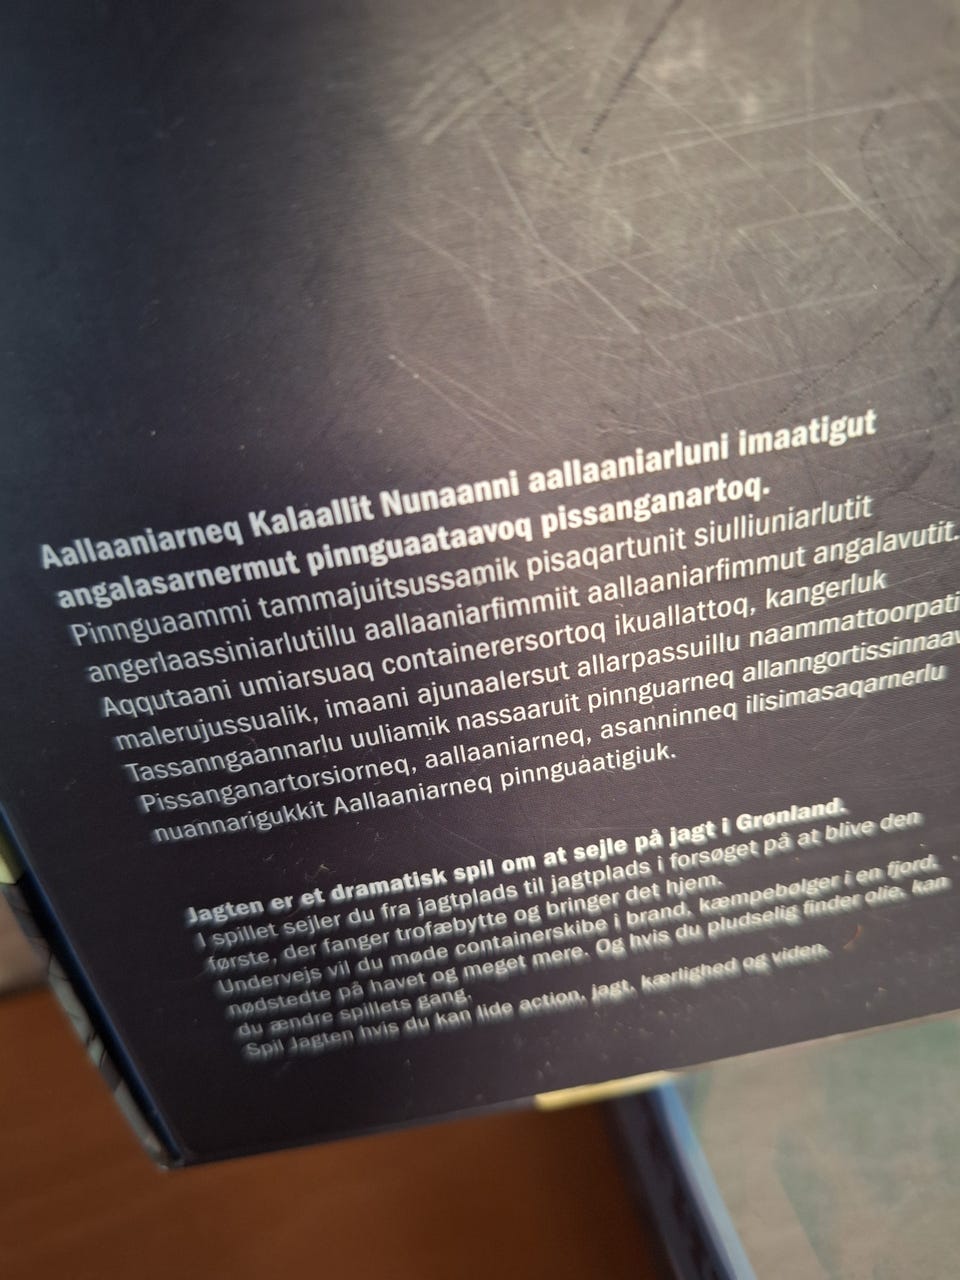 Aallaaniarneq Kalaallit Nunaanni aallaaniarluni imaatigut
angalasarnermut pinnguaataavoq pissanganartoq.
Pinnguaammi tammajuitsussamik pisaqartunit siulliuniarlutit
angerlaassiniarlutillu aallaaniarfimmiit aallaaniarfimmut angalavutit.
Aqqutaani umiarsuaq containerersortoq ikuallattoq, kangerluk
malerujussualik, imaani ajunaalersut allarpassuillu naammattoorpati
Tassanngaannarlu uuliamik nassaaruit pinnguarneq allanngortissinnaav
Pissanganartorsiorneq, aallaaniarneq, asanninneq ilisimasaqarnerlu
nuannarigukkit Aallaaniarneq pinnguaatigiuk.
Jagten er et dramatisk spil om at sejle på jagt i Grønland.
I spillet sejler du fra jagtplads til jagtplads i forsøget på at blive den
første, der fanger trofæbytte og bringer det hjem.
Undervejs vil du møde containerskibe i brand, kæmpebølger i en fjord,
nødstedte på havet og meget mere. Og hvis du pludselig finder olie, kan
du ændre spillets gang.
Spil Jagten hvis du kan lide action, jagt, kærlighed og viden.